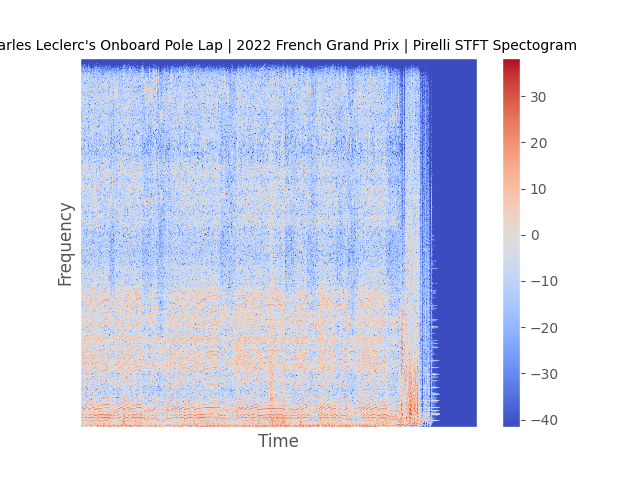 arles Leclerc's Onboard Pole Lap | 2022 French Grand Prix | Pirelli STFT Spectogram
Frequency
Time
30
20
10
0
−10
−20
−30
−40